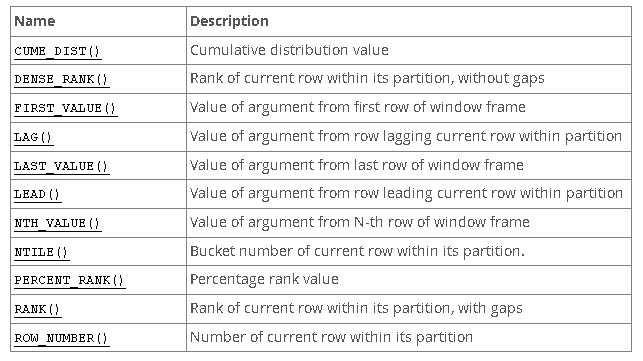 Name Description
CUME_DIST() Cumulative distribution value
DENSE_RANK() Rank of current row within its partition, without gaps
FIRST_VALUE() Value of argument from first row of window frame
LAG() Value of argument from row lagging current row within partition
LAST_VALUE() Value of argument from last row of window frame
LEAD() Value of argument from row leading current row within partition
NTH_VALUE() Value of argument from N-th row of window frame
NTILE() Bucket number of current row within its partition.
PERCENT_RANK() Percentage rank value
RANK() Rank of current row within its partition, with gaps
ROW_NUMBER() Number of current row within its partition